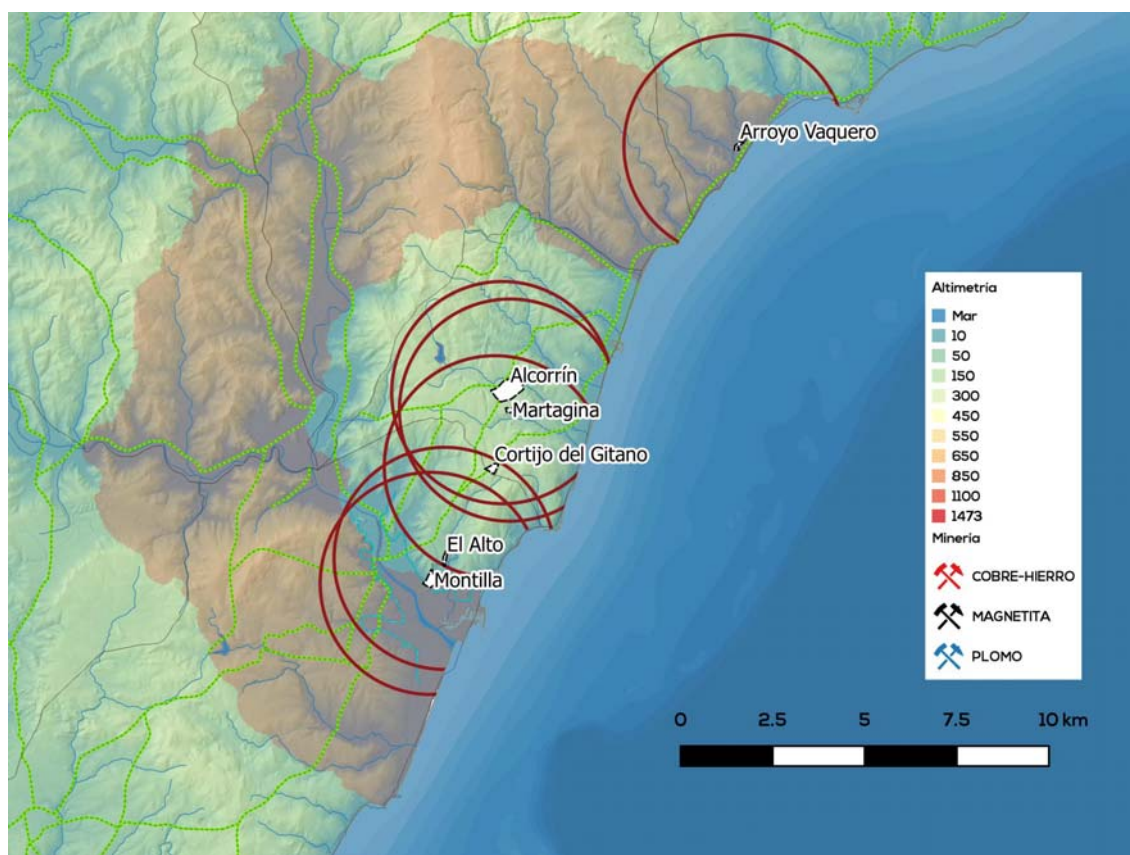 Arroyo Vaquero
Alcorrín
Martagina
Cortijo del Gitano
El Alto
Montilla
Altimetría
Mar
10
50
150
300
450
550
650
850
1100
1473
Minería
COBRE-HIERRO
MAGNETITA
PLOMO
0 2.5 5 7.5 10 km